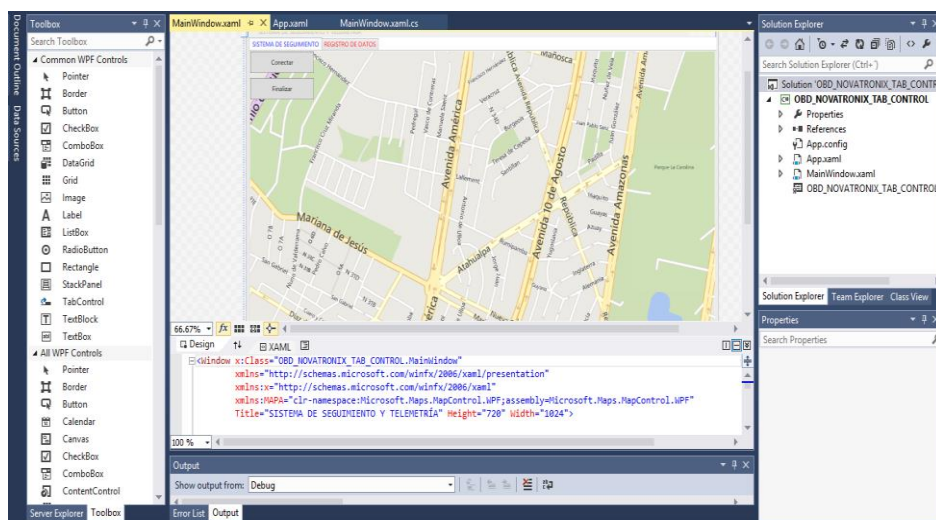 Document Outline
Data Sources
Toolbox
Search Toolbox
Common WPF Controls
Pointer
Border
Button
CheckBox
ComboBox
DataGrid
Grid
Image
Label
ListBox
RadioButton
Rectangle
StackPanel
TabControl
TextBlock
TextBox
All WPF Controls
Pointer
Border
Button
Calendar
Canvas
CheckBox
ComboBox
ContentControl
Server Explorer Toolbox
MainWindow.xaml App.xaml MainWindow.xaml.cs
SISTEMA DE SEGUIMIENTO REGISTRO DE DATOS
Conectar
Finalizar
Mañosca
Avenida América
Avenida 10 de Agosto
Avenida Amazonas
República
Mariana de Jesús
Atahualpa
Rumipamba
66.67%
Design XAML
<Window x:Class="OBD_NOVATRONIX_TAB_CONTROL.MainWindow"
xmlns="http://schemas.microsoft.com/winfx/2006/xaml/presentation"
xmlns:x="http://schemas.microsoft.com/winfx/2006/xaml"
xmlns:MAPA="clr-namespace:Microsoft.Maps.MapControl.WPF;assembly=Microsoft.Maps.MapControl.WPF"
Title="SISTEMA DE SEGUIMIENTO Y TELEMETRÍA" Height="720" Width="1024">
100 %
Output
Show output from: Debug
Error List Output
Solution Explorer
Search Solution Explorer (Ctrl+')
Solution 'OBD_NOVATRONIX_TAB_CONTR
OBD_NOVATRONIX_TAB_CONTROL
Properties
References
App.config
App.xaml
MainWindow.xaml
OBD_NOVATRONIX_TAB_CONTROL
Solution Explorer Team Explorer Class View
Properties
Search Properties